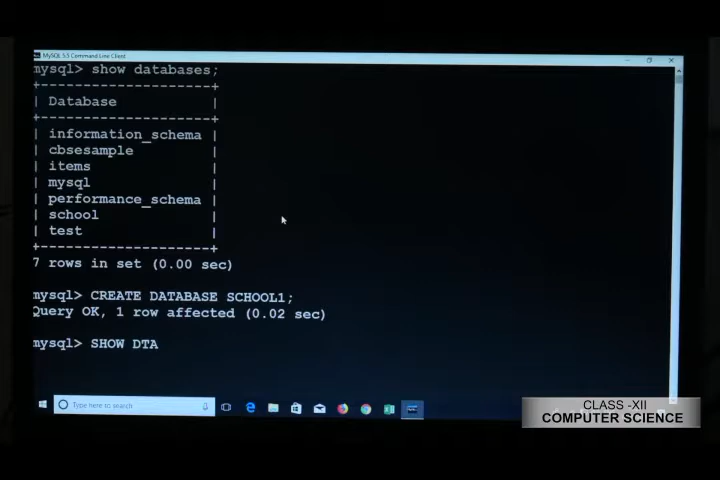 MySQL 5.5 Command Line Client
mysql> show databases;
+---------------------+
| Database |
+---------------------+
| information_schema |
| cbsesample |
| items |
| mysql |
| performance_schema |
| school |
| test |
+---------------------+
7 rows in set (0.00 sec)
mysql> CREATE DATABASE SCHOOL1;
Query OK, 1 row affected (0.02 sec)
mysql> SHOW DTA
Type here to search
CLASS -XII
COMPUTER SCIENCE